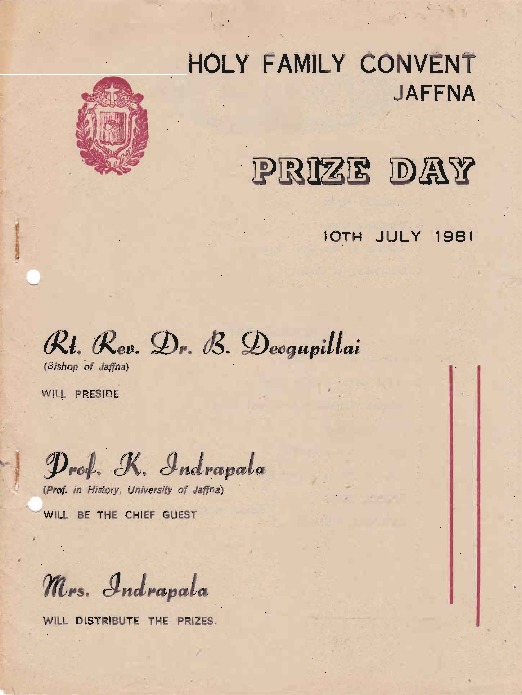 HOLY FAMILY CONVENT
JAFFNA
PRIZE DAY
10TH JULY 1981
Rt. Rev. Dr. B. Deogupillai
(Bishop of Jaffna)
WILL PRESIDE
Prof. K. Indrapala
(Prof. in History, University of Jaffna)
WILL BE THE CHIEF GUEST
Mrs. Indrapala
WILL DISTRIBUTE THE PRIZES.